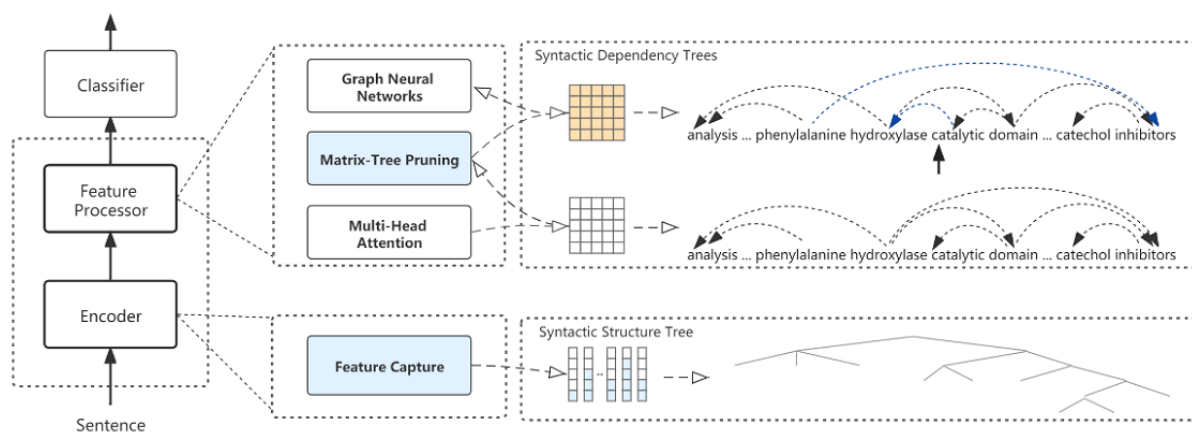 Classifier
Feature
Processor
Encoder
Sentence
Graph Neural
Networks
Matrix-Tree Pruning
Multi-Head
Attention
Feature Capture
Syntactic Dependency Trees
analysis ... phenylalanine hydroxylase catalytic domain ... catechol inhibitors
analysis ... phenylalanine hydroxylase catalytic domain ... catechol inhibitors
Syntactic Structure Tree
..